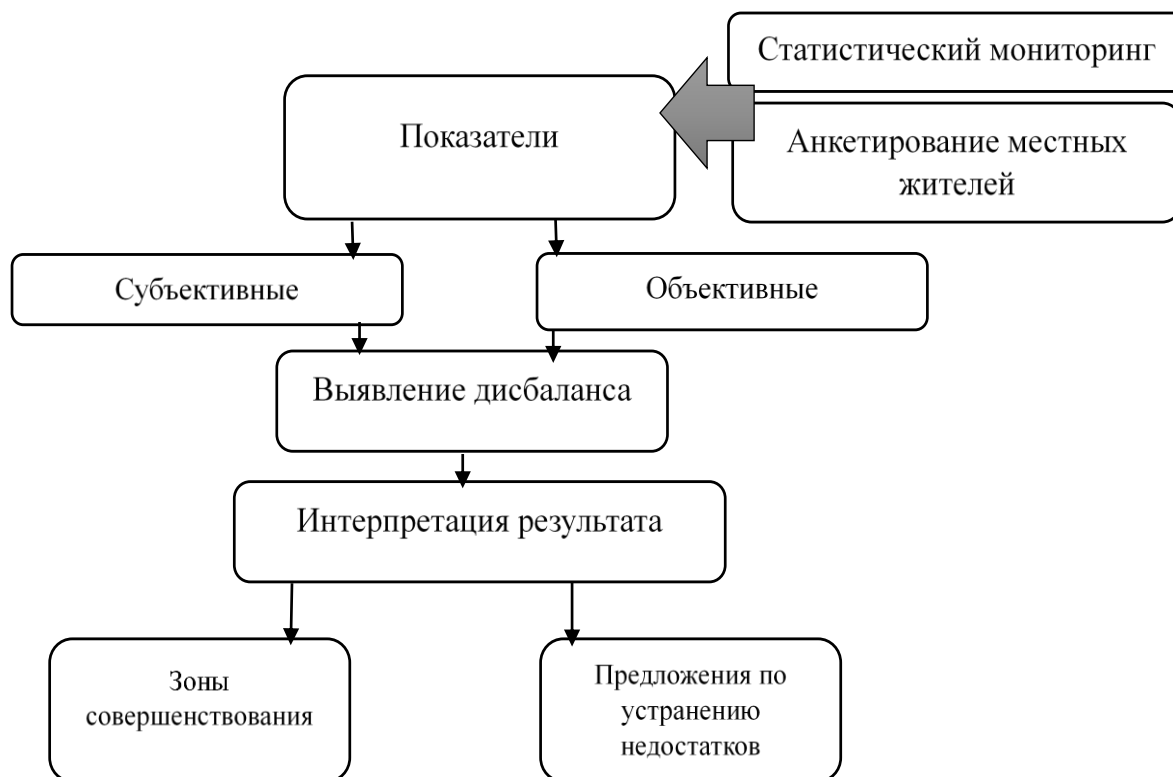 Статистический мониторинг
Показатели
Анкетирование местных
жителей
Субъективные
Объективные
Выявление дисбаланса
Интерпретация результата
Зоны
совершенствования
Предложения по
устранению
недостатков